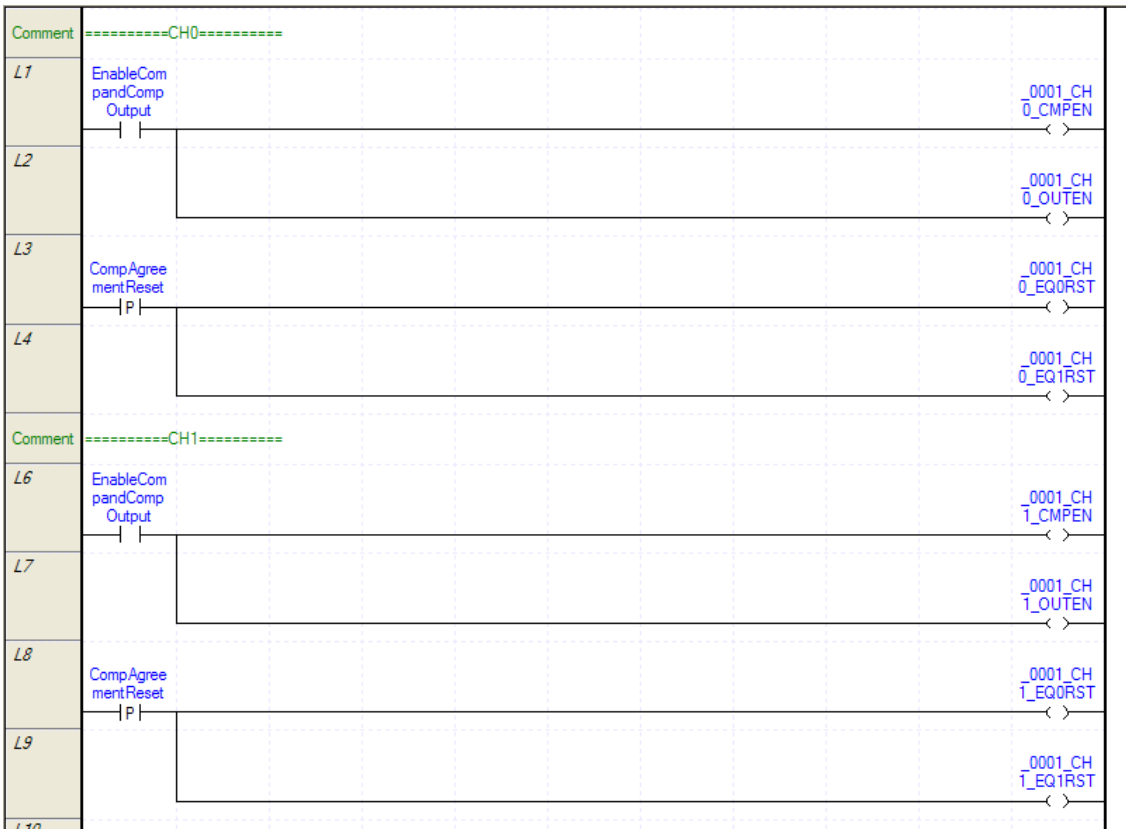 Comment ==========CH0==========
L1
EnableCom
pandComp
Output
_0001_CH
0_CMPEN
L2
_0001_CH
0_OUTEN
L3
CompAgree
mentReset
P
_0001_CH
0_EQ0RST
L4
_0001_CH
0_EQ1RST
Comment ==========CH1==========
L6
EnableCom
pandComp
Output
_0001_CH
1_CMPEN
L7
_0001_CH
1_OUTEN
L8
CompAgree
mentReset
P
_0001_CH
1_EQ0RST
L9
_0001_CH
1_EQ1RST
L10